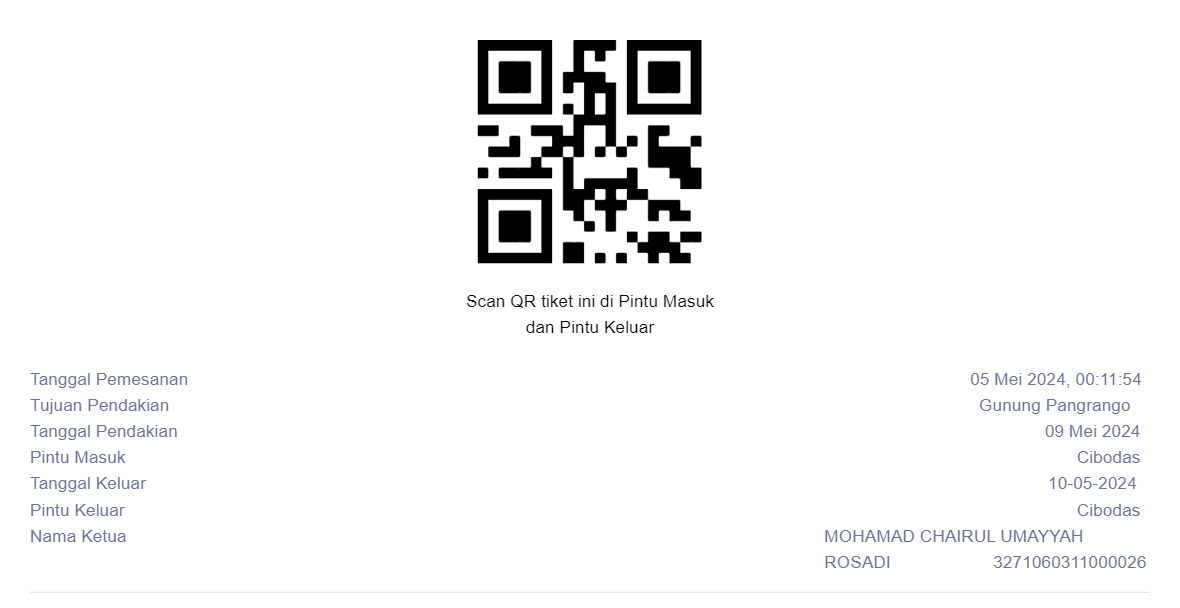 Scan QR tiket ini di Pintu Masuk
dan Pintu Keluar
Tanggal Pemesanan 05 Mei 2024, 00:11:54
Tujuan Pendakian Gunung Pangrango
Tanggal Pendakian 09 Mei 2024
Pintu Masuk Cibodas
Tanggal Keluar 10-05-2024
Pintu Keluar Cibodas
Nama Ketua MOHAMAD CHAIRUL UMAYYAH
ROSADI 3271060311000026